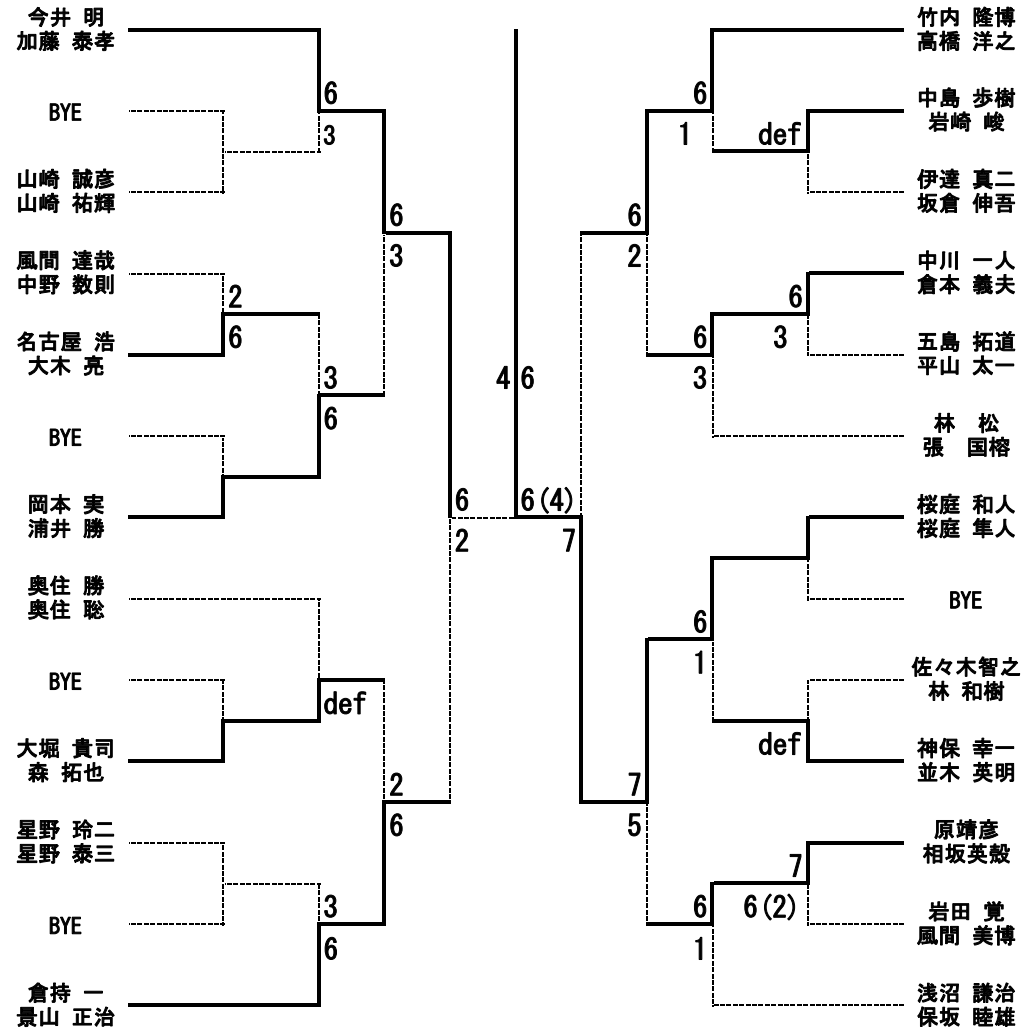 今井 明
加藤 泰孝
BYE
山崎 誠彦
山崎 祐輝
風間 達哉
中野 数則
名古屋 浩
大木 亮
BYE
岡本 実
浦井 勝
奥住 勝
奥住 聡
BYE
大堀 貴司
森 拓也
星野 玲二
星野 泰三
BYE
倉持 一
景山 正治
6
3
2
6
3
6
def
3
6
6
3
2
6
6
2
4 6
6(4)
7
6
2
7
5
6
1
6
3
6
1
6
1
def
6
3
def
7
6(2)
竹内 隆博
高橋 洋之
中島 歩樹
岩崎 峻
伊達 真二
坂倉 伸吾
中川 一人
倉本 義夫
五島 拓道
平山 太一
林 松
張 国榕
桜庭 和人
桜庭 隼人
BYE
佐々木智之
林 和樹
神保 幸一
並木 英明
原靖彦
相坂英毅
岩田 覚
風間 美博
浅沼 謙治
保坂 睦雄